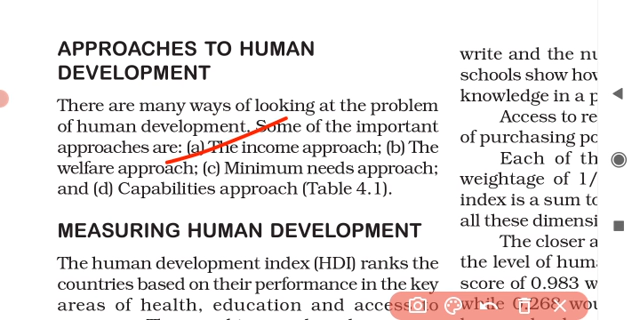 APPROACHES TO HUMAN
DEVELOPMENT
There are many ways of looking at the problem
of human development. Some of the important
approaches are: (a) The income approach; (b) The
welfare approach; (c) Minimum needs approach;
and (d) Capabilities approach (Table 4.1).
MEASURING HUMAN DEVELOPMENT
The human development index (HDI) ranks the
countries based on their performance in the key
areas of health, education and access to
write and the nu
schools show how
knowledge in a p
Access to re
of purchasing po
Each of th
weightage of 1/
index is a sum to
all these dimensi
The closer a
the level of huma
score of 0.983 w
while 0.268 wou